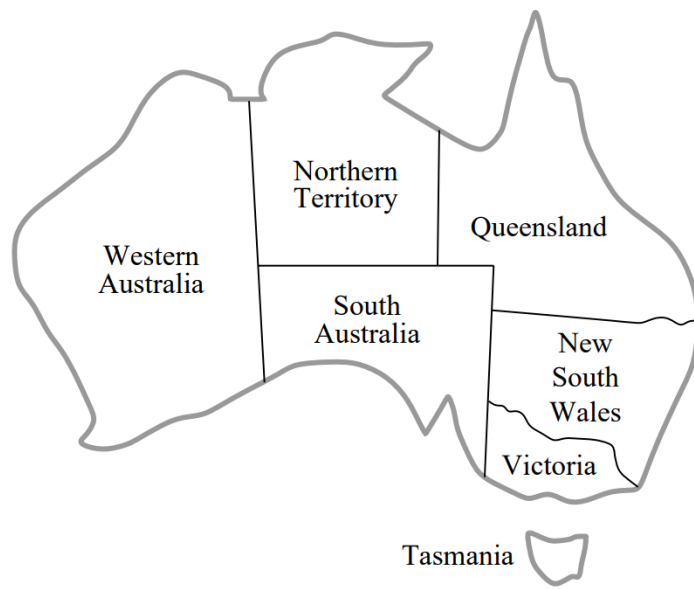 Northern
Territory
Queensland
Western
Australia
South
Australia
New
South
Wales
Victoria
Tasmania